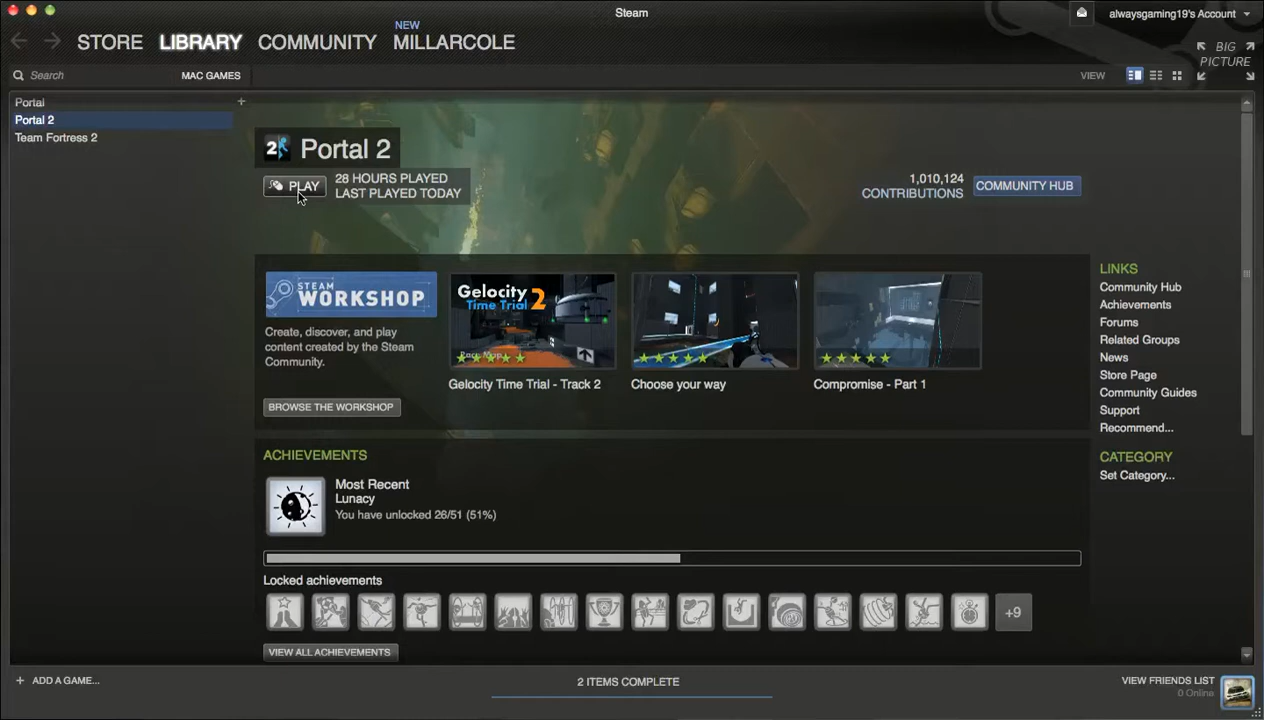 Steam
alwaysgaming19's Account
STORE
LIBRARY
COMMUNITY
NEW
MILLARCOLE
BIG
PICTURE
Search
MAC GAMES
VIEW
Portal
+
Portal 2
Team Fortress 2
2
Portal 2
PLAY
28 HOURS PLAYED
LAST PLAYED TODAY
1,010,124
CONTRIBUTIONS
COMMUNITY HUB
STEAM
WORKSHOP
Create, discover, and play
content created by the Steam
Community.
BROWSE THE WORKSHOP
Gelocity
Time Trial 2
Gelocity Time Trial - Track 2
Choose your way
Compromise - Part 1
LINKS
Community Hub
Achievements
Forums
Related Groups
News
Store Page
Community Guides
Support
Recommend...
CATEGORY
Set Category...
ACHIEVEMENTS
Most Recent
Lunacy
You have unlocked 26/51 (51%)
Locked achievements
+9
VIEW ALL ACHIEVEMENTS
+ ADD A GAME...
2 ITEMS COMPLETE
VIEW FRIENDS LIST
0 Online